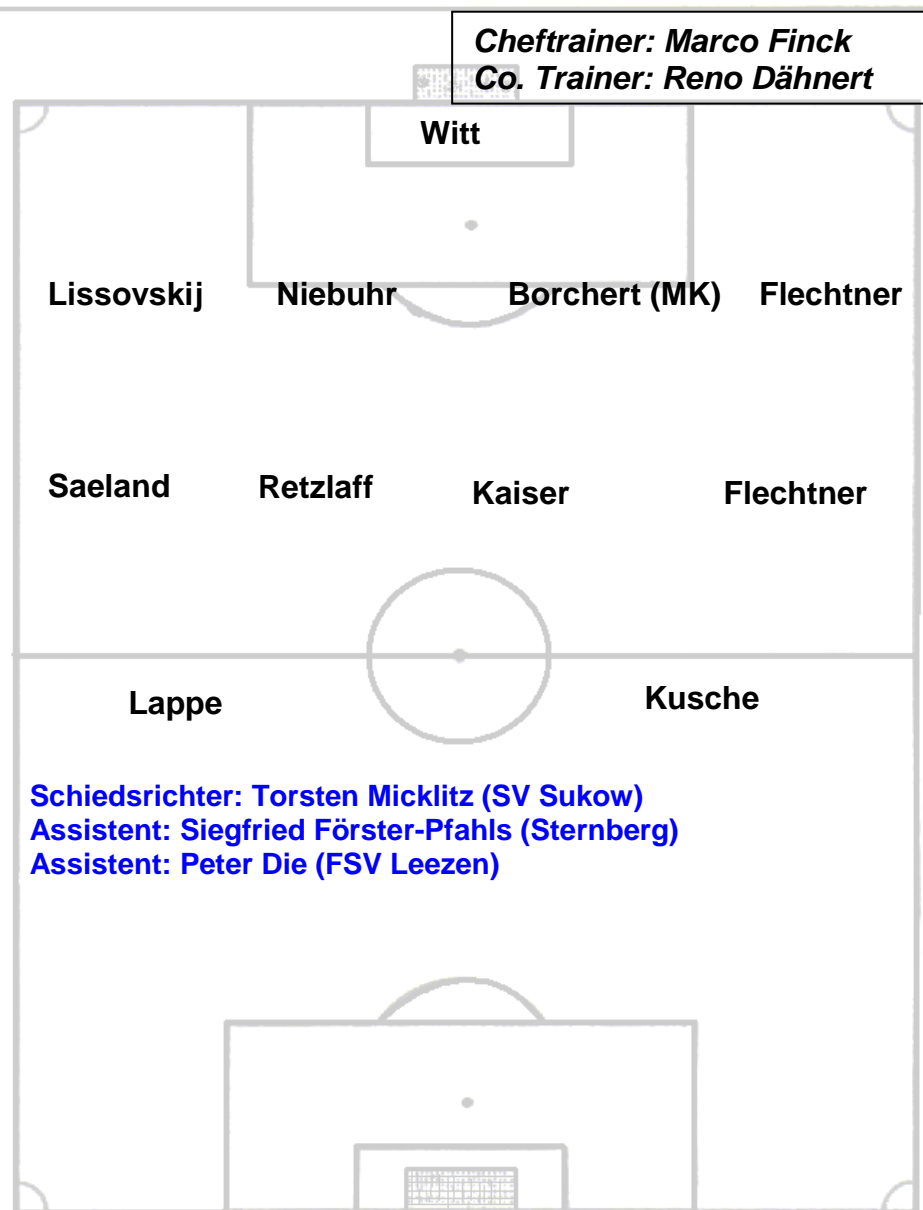 Cheftrainer: Marco Finck
Co. Trainer: Reno Dähnert
Witt
Lissovskij Niebuhr Borchert (MK) Flechtner
Saeland Retzlaff Kaiser Flechtner
Lappe Kusche
Schiedsrichter: Torsten Micklitz (SV Sukow)
Assistent: Siegfried Förster-Pfahls (Sternberg)
Assistent: Peter Die (FSV Leezen)